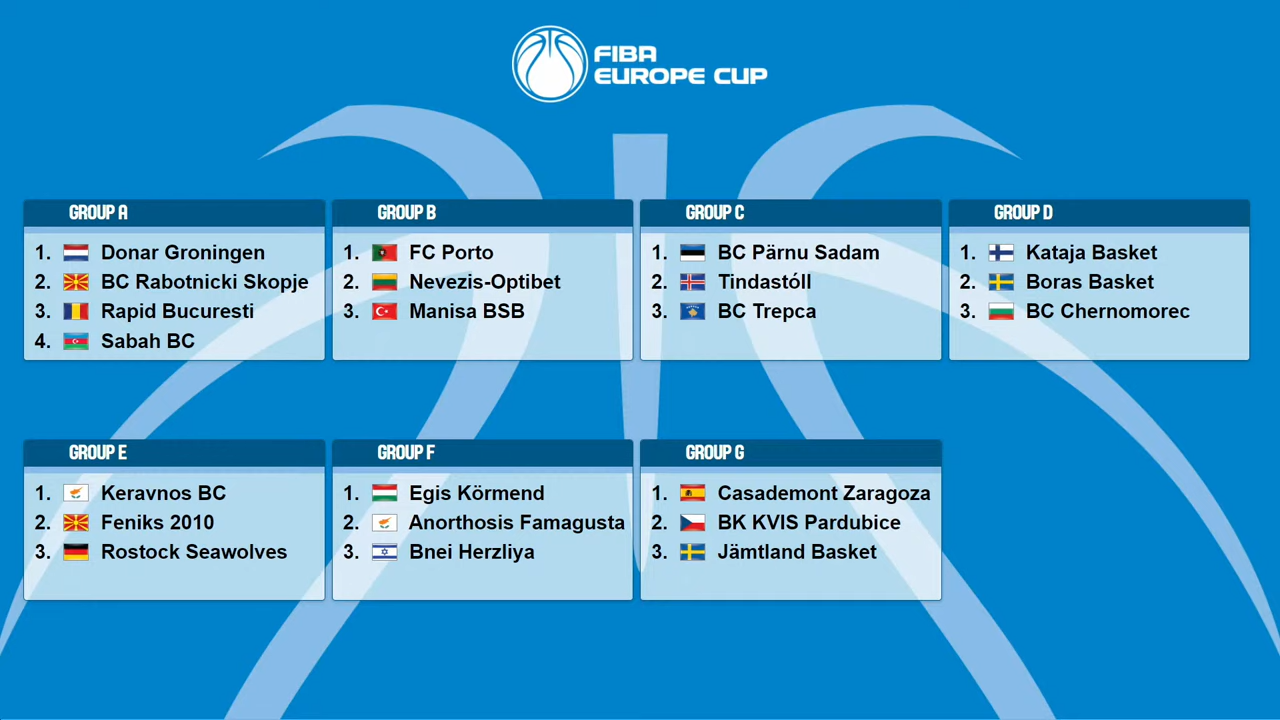 FIBA
EUROPE CUP
GROUP A
1. Donar Groningen
2. BC Rabotnicki Skopje
3. Rapid Bucuresti
4. Sabah BC
GROUP B
1. FC Porto
2. Nevezis-Optibet
3. Manisa BSB
GROUP C
1. BC Pärnu Sadam
2. Tindastóll
3. BC Trepca
GROUP D
1. Kataja Basket
2. Boras Basket
3. BC Chernomorec
GROUP E
1. Keravnos BC
2. Feniks 2010
3. Rostock Seawolves
GROUP F
1. Egis Körmend
2. Anorthosis Famagusta
3. Bnei Herzliya
GROUP G
1. Casademont Zaragoza
2. BK KVIS Pardubice
3. Jämtland Basket